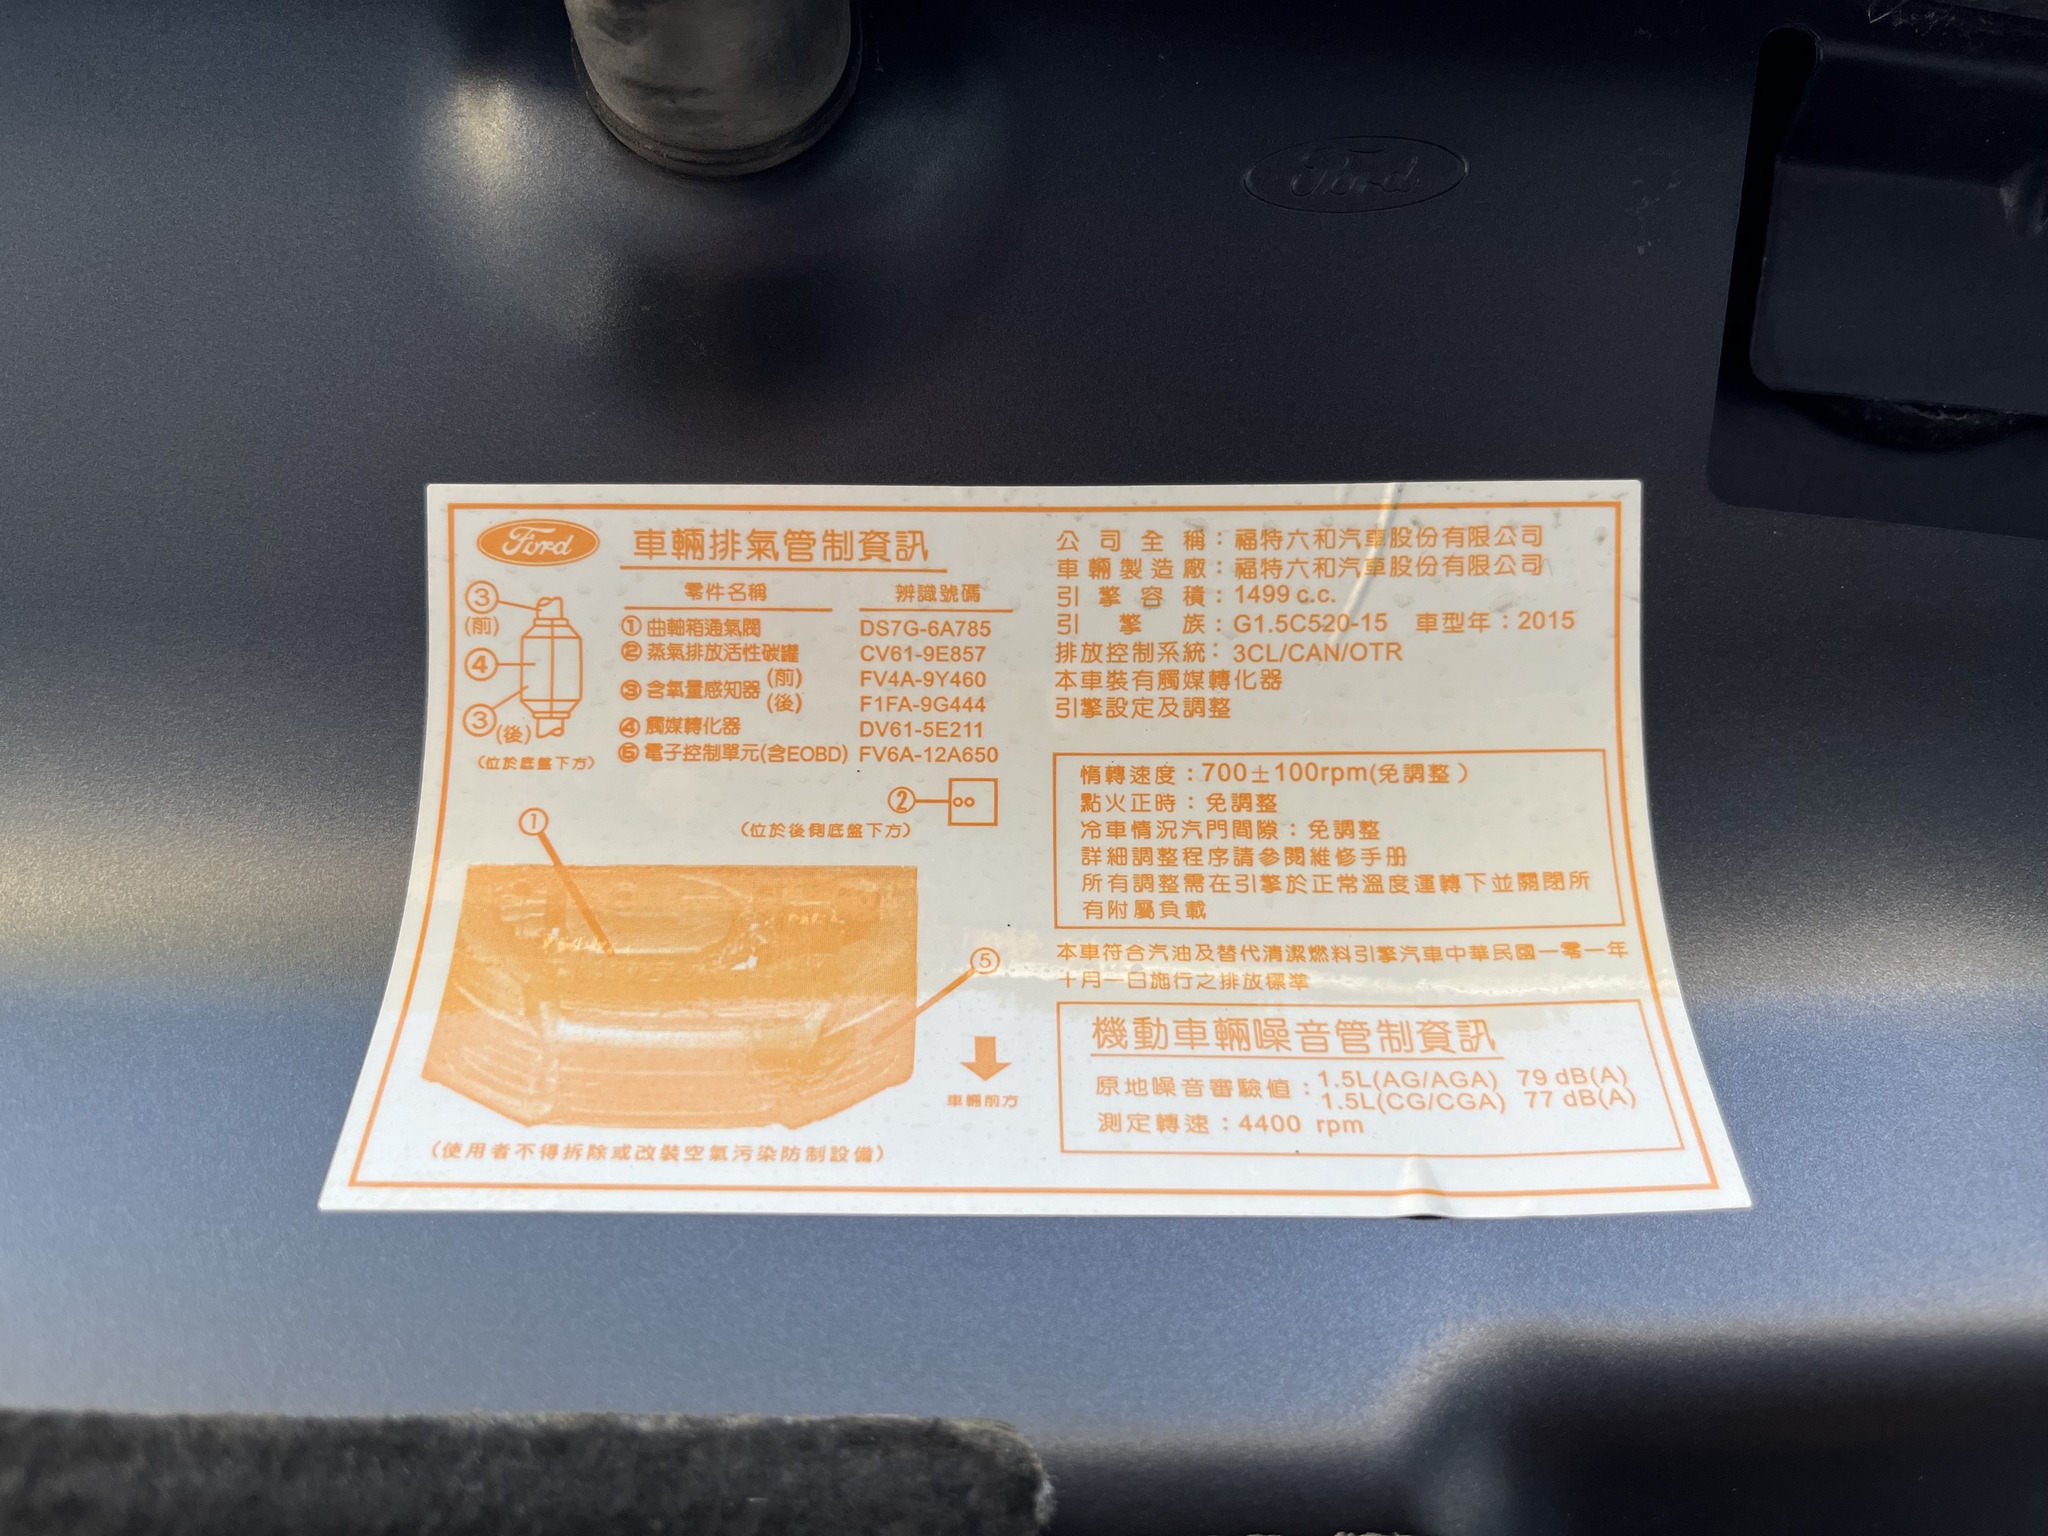 Ford
Ford
車輛排氣管制資訊
零件名稱 辨識號碼
①曲軸箱通氣閥 DS7G-6A785
②蒸氣排放活性碳罐 CV61-9E857
③含氧量感知器(前) FV4A-9Y460
(後) F1FA-9G444
④觸媒轉化器 DV61-5E211
⑤電子控制單元(含EOBD) FV6A-12A650
③
(前)
④
③(後)
(位於底盤下方)
②
(位於後側底盤下方)
①
⑤
車輛前方
(使用者不得拆除或改裝空氣污染防制設備)
公司全稱：福特六和汽車股份有限公司
車輛製造廠：福特六和汽車股份有限公司
引擎容積：1499 c.c.
引擎族：G1.5C520-15 車型年：2015
排放控制系統：3CL/CAN/OTR
本車裝有觸媒轉化器
引擎設定及調整
惰轉速度：700±100rpm(免調整)
點火正時：免調整
冷車情況汽門間隙：免調整
詳細調整程序請參閱維修手册
所有調整需在引擎於正常溫度運轉下並關閉所
有附屬負載
本車符合汽油及替代清潔燃料引擎汽車中華民國一零一年
十月一日施行之排放標準
機動車輛噪音管制資訊
原地噪音審驗值：1.5L(AG/AGA) 79 dB(A)
1.5L(CG/CGA) 77 dB(A)
測定轉速：4400 rpm